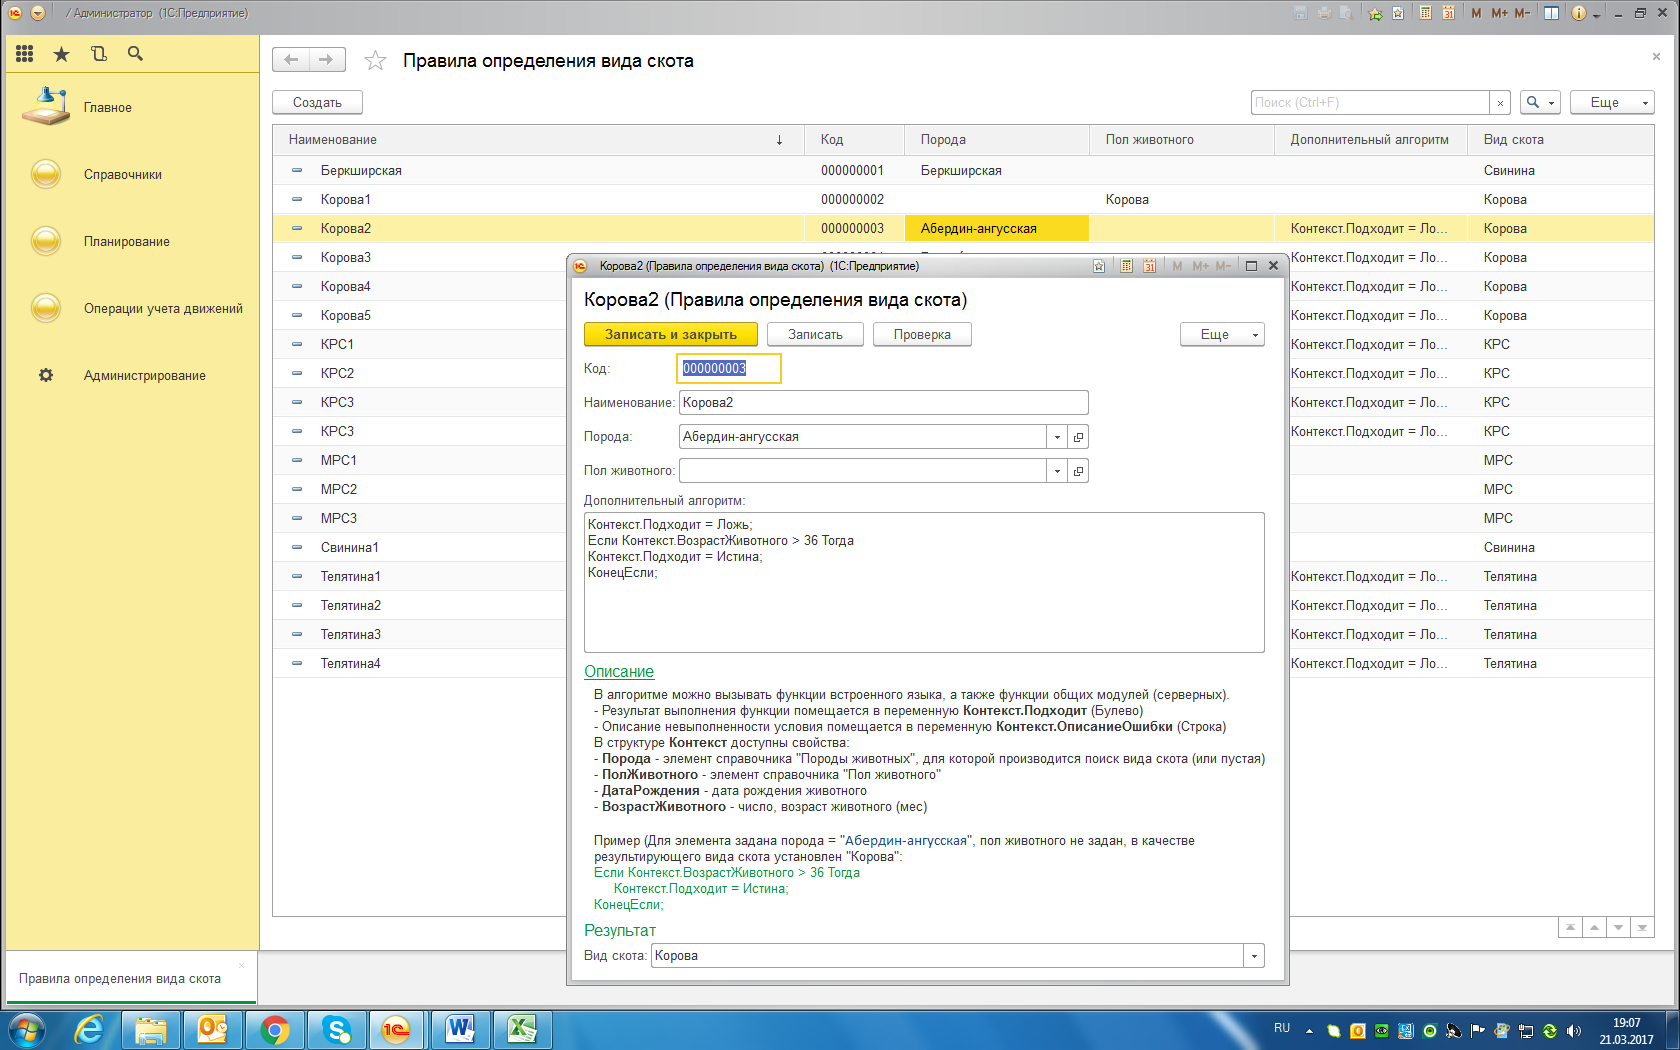 / Администратор (1С:Предприятие)
M M+ M-
Главное
Справочники
Планирование
Операции учета движений
Администрирование
Правила определения вида скота
Правила определения вида скота
Создать
Поиск (Ctrl+F)
Еще
Наименование Код Порода Пол животного Дополнительный алгоритм Вид скота
Беркширская 000000001 Беркширская Свинина
Корова1 000000002 Корова Корова
Корова2 000000003 Абердин-ангусская Контекст.Подходит = Ло... Корова
Корова3 Контекст.Подходит = Ло... Корова
Корова4 Контекст.Подходит = Ло... Корова
Корова5 Контекст.Подходит = Ло... Корова
КРС1 Контекст.Подходит = Ло... КРС
КРС2 Контекст.Подходит = Ло... КРС
КРС3 Контекст.Подходит = Ло... КРС
КРС3 Контекст.Подходит = Ло... КРС
МРС1 МРС
МРС2 МРС
МРС3 МРС
Свинина1 Свинина
Телятина1 Контекст.Подходит = Ло... Телятина
Телятина2 Контекст.Подходит = Ло... Телятина
Телятина3 Контекст.Подходит = Ло... Телятина
Телятина4 Контекст.Подходит = Ло... Телятина
Корова2 (Правила определения вида скота) (1С:Предприятие)
M M+ M-
Корова2 (Правила определения вида скота)
Записать и закрыть Записать Проверка Еще
Код: 000000003
Наименование: Корова2
Порода: Абердин-ангусская
Пол животного:
Дополнительный алгоритм:
Контекст.Подходит = Ложь;
Если Контекст.ВозрастЖивотного > 36 Тогда
Контекст.Подходит = Истина;
КонецЕсли;
Описание
В алгоритме можно вызывать функции встроенного языка, а также функции общих модулей (серверных).
- Результат выполнения функции помещается в переменную Контекст.Подходит (Булево)
- Описание невыполненности условия помещается в переменную Контекст.ОписаниеОшибки (Строка)
В структуре Контекст доступны свойства:
- Порода - элемент справочника "Породы животных", для которой производится поиск вида скота (или пустая)
- ПолЖивотного - элемент справочника "Пол животного"
- ДатаРождения - дата рождения животного
- ВозрастЖивотного - число, возраст животного (мес)
Пример (Для элемента задана порода = "Абердин-ангусская", пол животного не задан, в качестве
результирующего вида скота установлен "Корова":
Если Контекст.ВозрастЖивотного > 36 Тогда
Контекст.Подходит = Истина;
КонецЕсли;
Результат
Вид скота: Корова
RU
19:07
21.03.2017